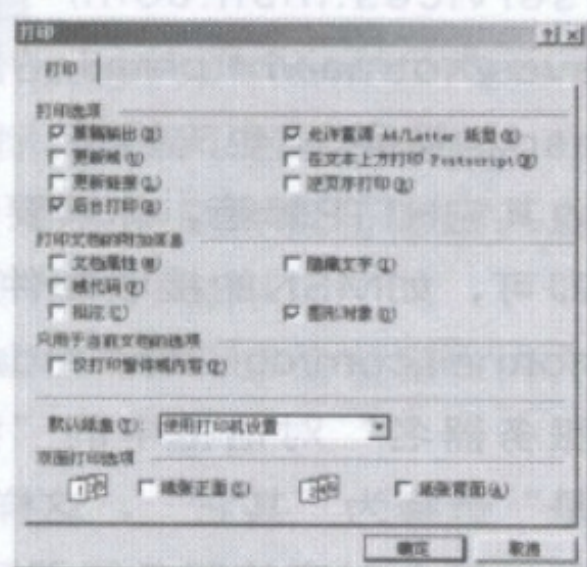 打印
打印
打印选项
草稿输出(D) 允许重调 A4/Letter 纸型(R)
更新域(U) 在文本上方打印 Postscript(P)
更新链接(L) 逆页序打印(R)
后台打印(B)
打印文档的附加信息
文档属性(M) 隐藏文字(I)
域代码(F)
批注(C) 图形对象(O)
只用于当前文档的选项
仅打印窗体域内容
默认纸盒(T): 使用打印机设置
双面打印选项
纸张正面 纸张背面(A)
确定 取消